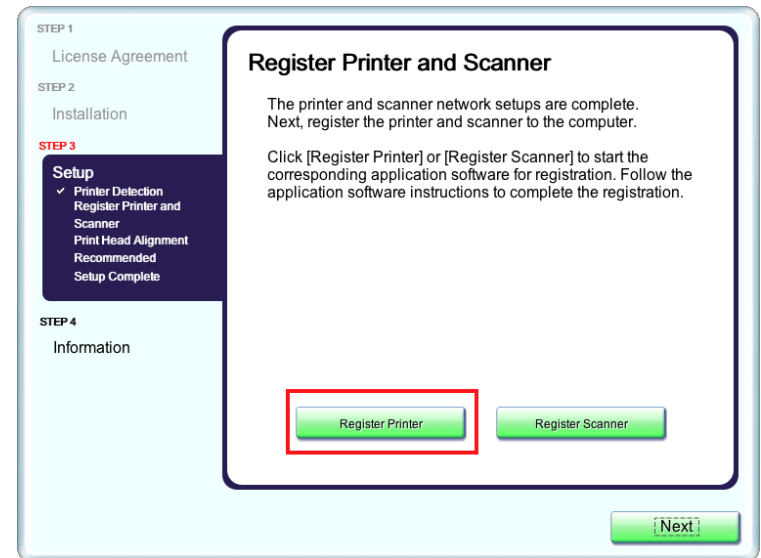 STEP 1
License Agreement
STEP 2
Installation
STEP 3
Setup
Printer Detection
Register Printer and
Scanner
Print Head Alignment
Recommended
Setup Complete
STEP 4
Information
Register Printer and Scanner
The printer and scanner network setups are complete.
Next, register the printer and scanner to the computer.
Click [Register Printer] or [Register Scanner] to start the
corresponding application software for registration. Follow the
application software instructions to complete the registration.
Register Printer
Register Scanner
Next